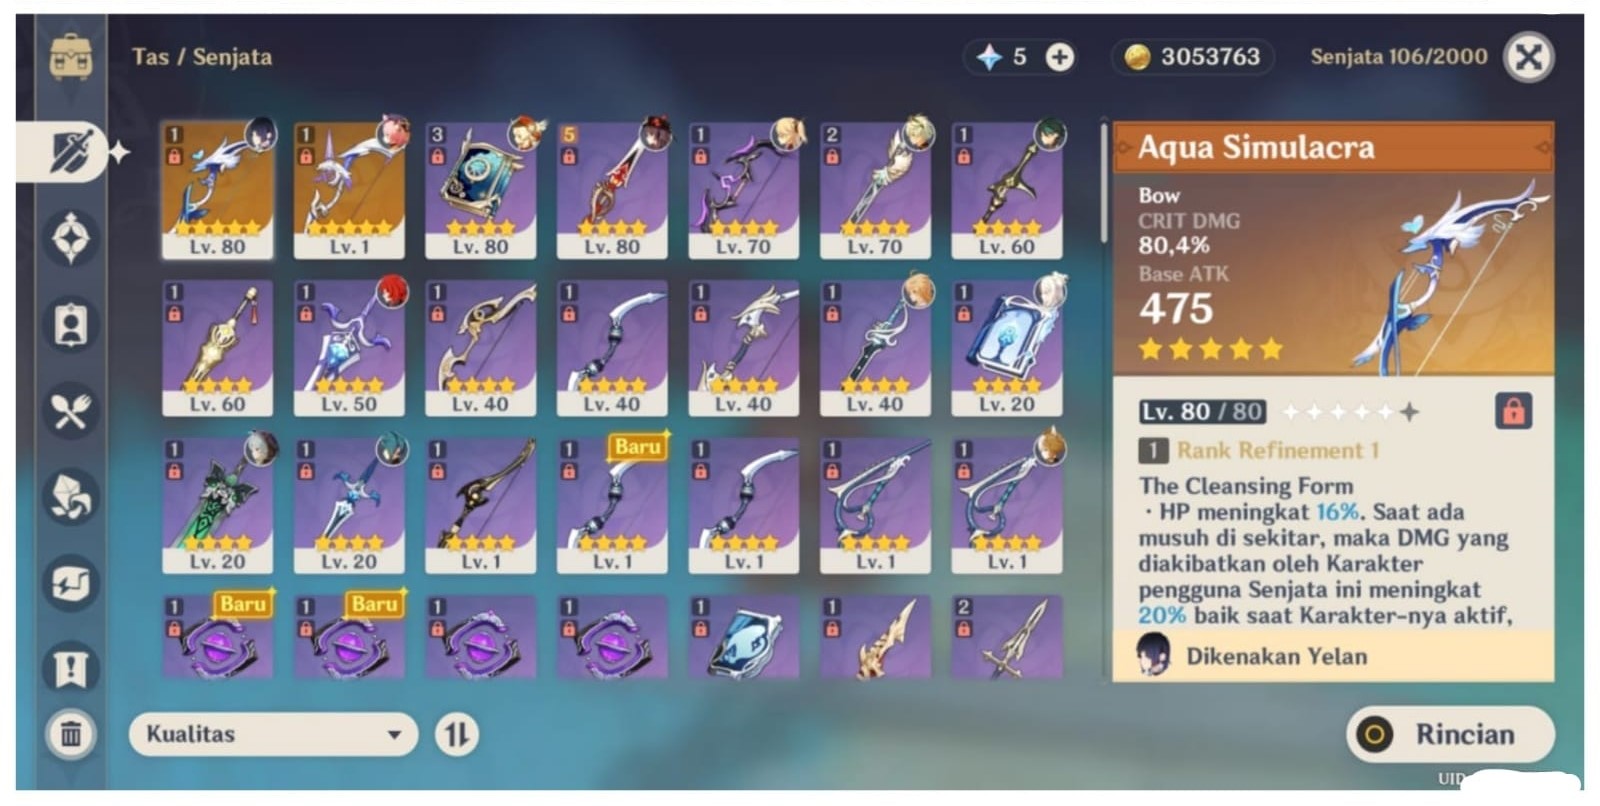 Tas / Senjata
5
3053763
Senjata 106/2000
1 1 3 5 1 2 1
Lv. 80 Lv. 1 Lv. 80 Lv. 80 Lv. 70 Lv. 70 Lv. 60
1 1 1 1 1 1 1
Lv. 60 Lv. 50 Lv. 40 Lv. 40 Lv. 40 Lv. 40 Lv. 20
Baru
1 1 1 1 1 1 1
Lv. 20 Lv. 20 Lv. 1 Lv. 1 Lv. 1 Lv. 1 Lv. 1
Baru Baru
1 1 1 1 1 1 2
Kualitas
Aqua Simulacra
Bow
CRIT DMG
80,4%
Base ATK
475
Lv. 80 / 80
1 Rank Refinement 1
The Cleansing Form
· HP meningkat 16%. Saat ada
musuh di sekitar, maka DMG yang
diakibatkan oleh Karakter
pengguna Senjata ini meningkat
20% baik saat Karakter-nya aktif,
Dikenakan Yelan
Rincian
UID